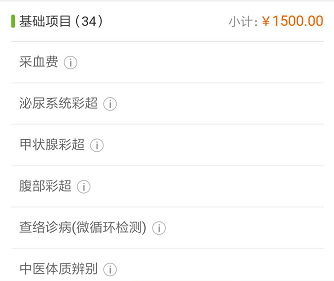 基础项目(34) 小计:¥1500.00
采血费
泌尿系统彩超
甲状腺彩超
腹部彩超
查络诊病(微循环检测)
中医体质辨别